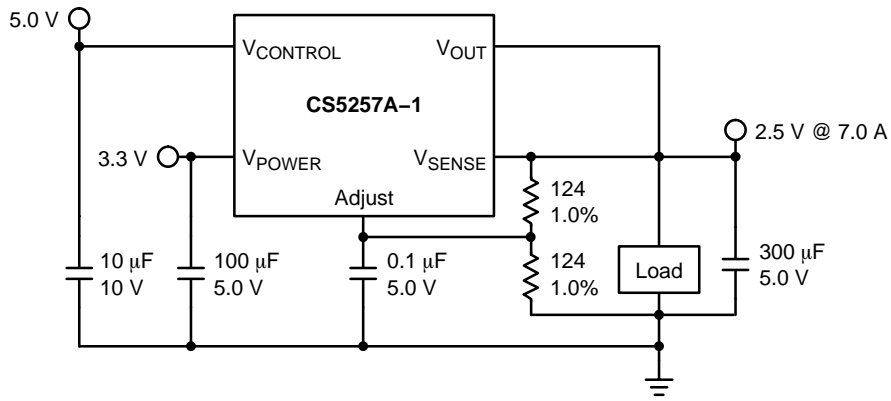 5.0 V
VCONTROL
VOUT
CS5257A−1
2.5 V @ 7.0 A
3.3 V
VPOWER
VSENSE
Adjust
124
1.0%
10 μF
10 V
100 μF
5.0 V
0.1 μF
5.0 V
124
1.0%
Load
300 μF
5.0 V